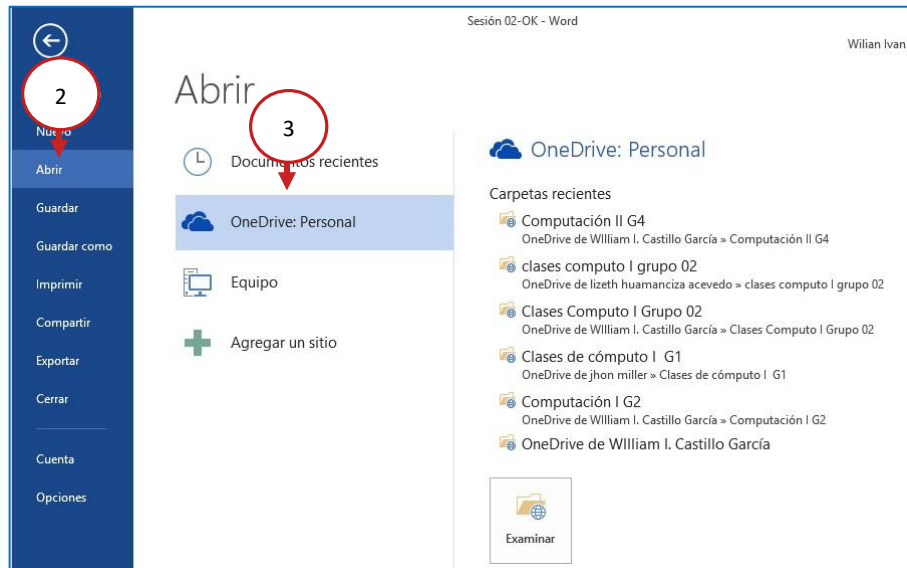 Sesión 02-OK - Word
Wilian Ivan
2
Abrir
3
Nuevo
Abrir
Guardar
Guardar como
Imprimir
Compartir
Exportar
Cerrar
Cuenta
Opciones
Documentos recientes
OneDrive: Personal
Equipo
Agregar un sitio
OneDrive: Personal
Carpetas recientes
Computación II G4
OneDrive de WIlliam I. Castillo García » Computación II G4
clases computo I grupo 02
OneDrive de lizeth huamanciza acevedo » clases computo I grupo 02
Clases Computo I Grupo 02
OneDrive de WIlliam I. Castillo García » Clases Computo I Grupo 02
Clases de cómputo I  G1
OneDrive de jhon miller » Clases de cómputo I  G1
Computación I G2
OneDrive de WIlliam I. Castillo García » Computación I G2
OneDrive de WIlliam I. Castillo García
Examinar